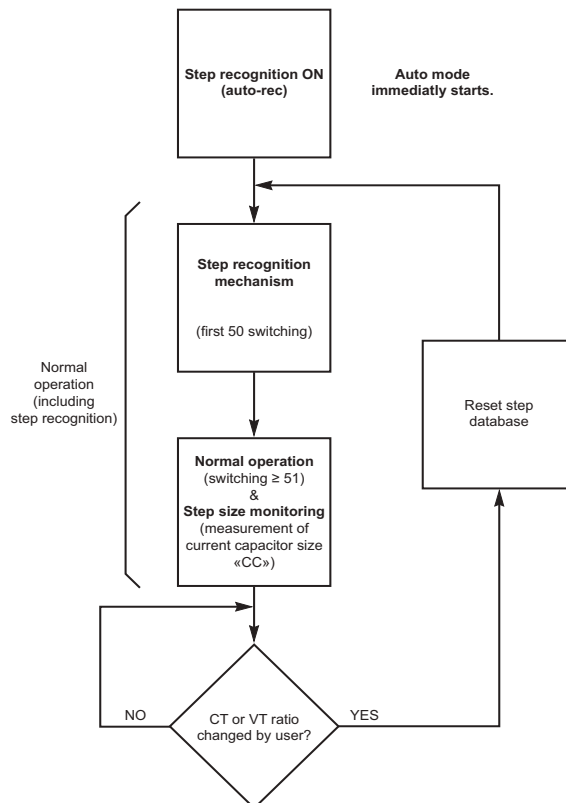 Step recognition ON
(auto-rec)
Auto mode
immediatly starts.
Step recognition
mechanism
(first 50 switching)
Normal
operation
(including
step recognition)
Reset step
database
Normal operation
(switching ≥ 51)
&
Step size monitoring
(measurement of
current capacitor size
«CC»)
NO
CT or VT ratio
changed by user?
YES